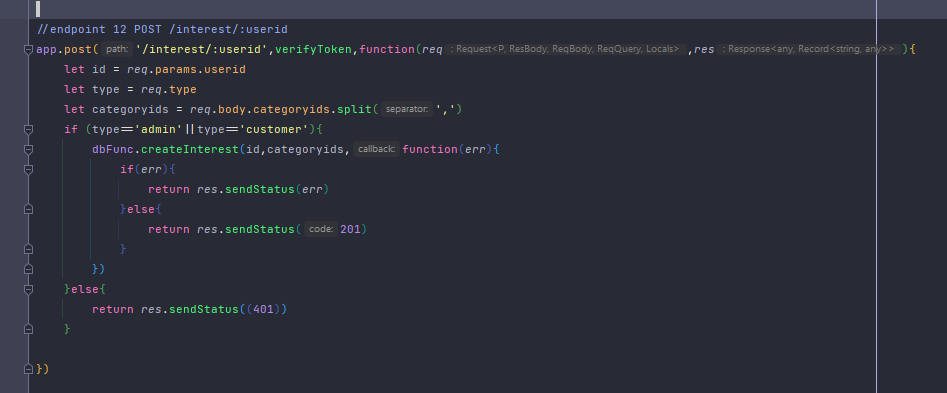 //endpoint 12 POST /interest/:userid
app.post( path: '/interest/:userid',verifyToken,function(req : Request<P, ResBody, ReqBody, ReqQuery, Locals> ,res : Response<any, Record<string, any>> ){
let id = req.params.userid
let type = req.type
let categoryids = req.body.categoryids.split( separator: ',')
if (type=='admin'||type=='customer'){
dbFunc.createInterest(id,categoryids, callback: function(err){
if(err){
return res.sendStatus(err)
}else{
return res.sendStatus( code: 201)
}
})
}else{
return res.sendStatus((401))
}
})